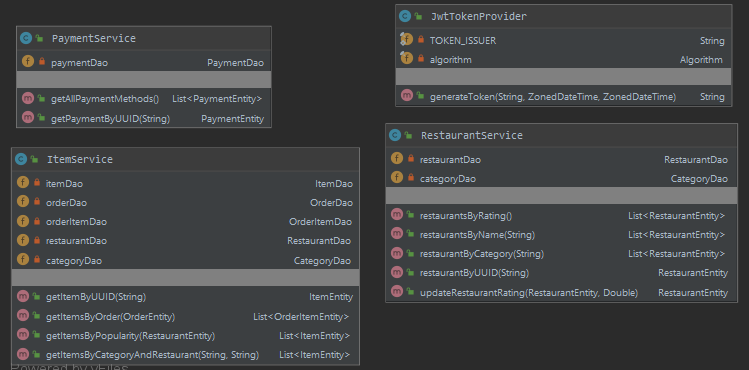 PaymentService
paymentDao PaymentDao
getAllPaymentMethods() List<PaymentEntity>
getPaymentByUUID(String) PaymentEntity
JwtTokenProvider
TOKEN_ISSUER String
algorithm Algorithm
generateToken(String, ZonedDateTime, ZonedDateTime) String
ItemService
itemDao ItemDao
orderDao OrderDao
orderItemDao OrderItemDao
restaurantDao RestaurantDao
categoryDao CategoryDao
getItemByUUID(String) ItemEntity
getItemsByOrder(OrderEntity) List<OrderItemEntity>
getItemsByPopularity(RestaurantEntity) List<ItemEntity>
getItemsByCategoryAndRestaurant(String, String) List<ItemEntity>
RestaurantService
restaurantDao RestaurantDao
categoryDao CategoryDao
restaurantsByRating() List<RestaurantEntity>
restaurantsByName(String) List<RestaurantEntity>
restaurantByCategory(String) List<RestaurantEntity>
restaurantByUUID(String) RestaurantEntity
updateRestaurantRating(RestaurantEntity, Double) RestaurantEntity
Powered by yFiles